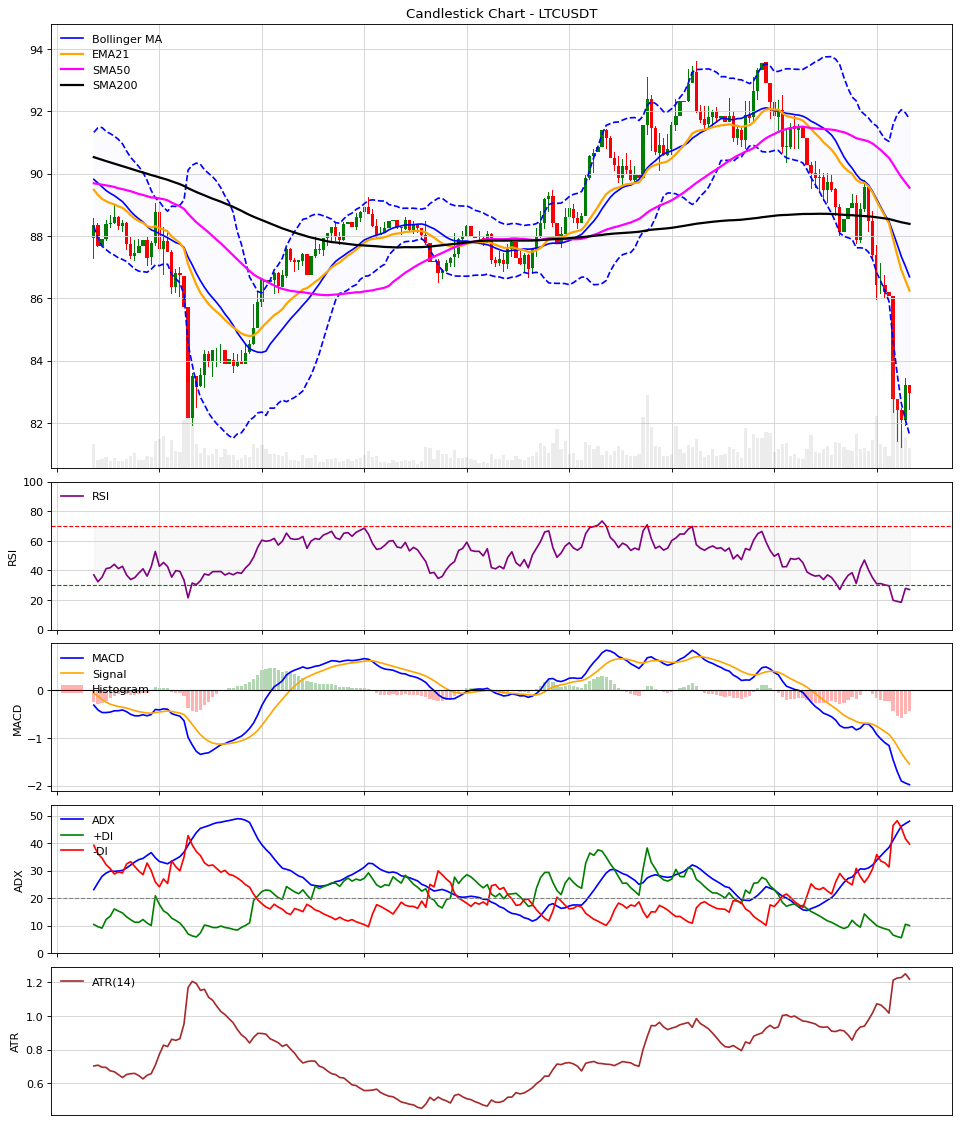 Candlestick Chart - LTCUSDT
Bollinger MA
EMA21
SMA50
SMA200
94
92
90
88
86
84
82
RSI
100
80
60
40
20
0
RSI
MACD
Signal
Histogram
0
−1
−2
MACD
ADX
+DI
-DI
50
40
30
20
10
0
ADX
ATR(14)
1.2
1.0
0.8
0.6
ATR